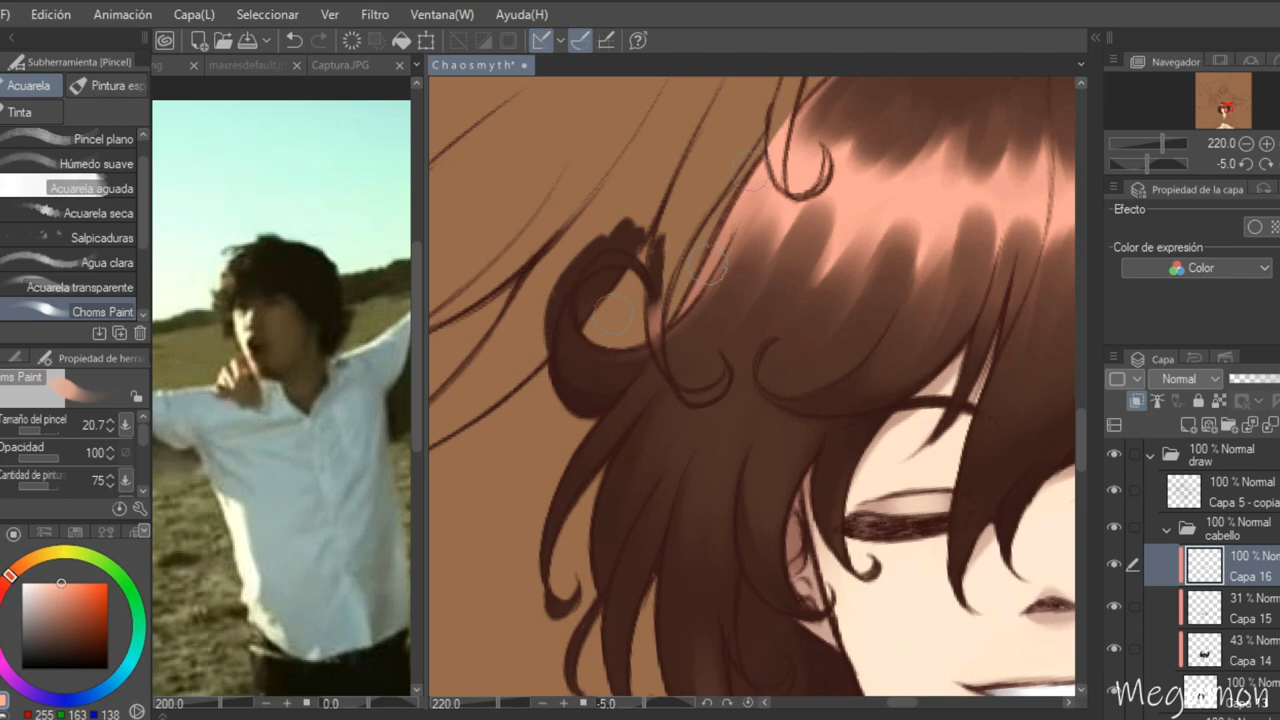 F) Edición Animación Capa(L) Seleccionar Ver Filtro Ventana(W) Ayuda(H)
Subherramienta [Pincel]
ng maxresdefault.jp Captura.JPG Chaosmyth*
Acuarela Pintura esp
Tinta
Pincel plano
Húmedo suave
Acuarela aguada
Acuarela seca
Salpicaduras
Agua clara
Acuarela transparente
Choms Paint
Propiedad de herra
oms Paint
Tamaño del pincel 20.7
Opacidad 100
Cantidad de pintur 75
255 163 138
200.0 0.0
220.0 -5.0
Navegador
220.0
-5.0
Propiedad de la capa
Efecto
Color de expresión
Color
Capa
Normal
100 % Normal
draw
100 % Normal
Capa 5 - copia
100 % Normal
cabello
100 % Nor
Capa 16
31 % Norm
Capa 15
43 % Norm
Capa 14
Megamon